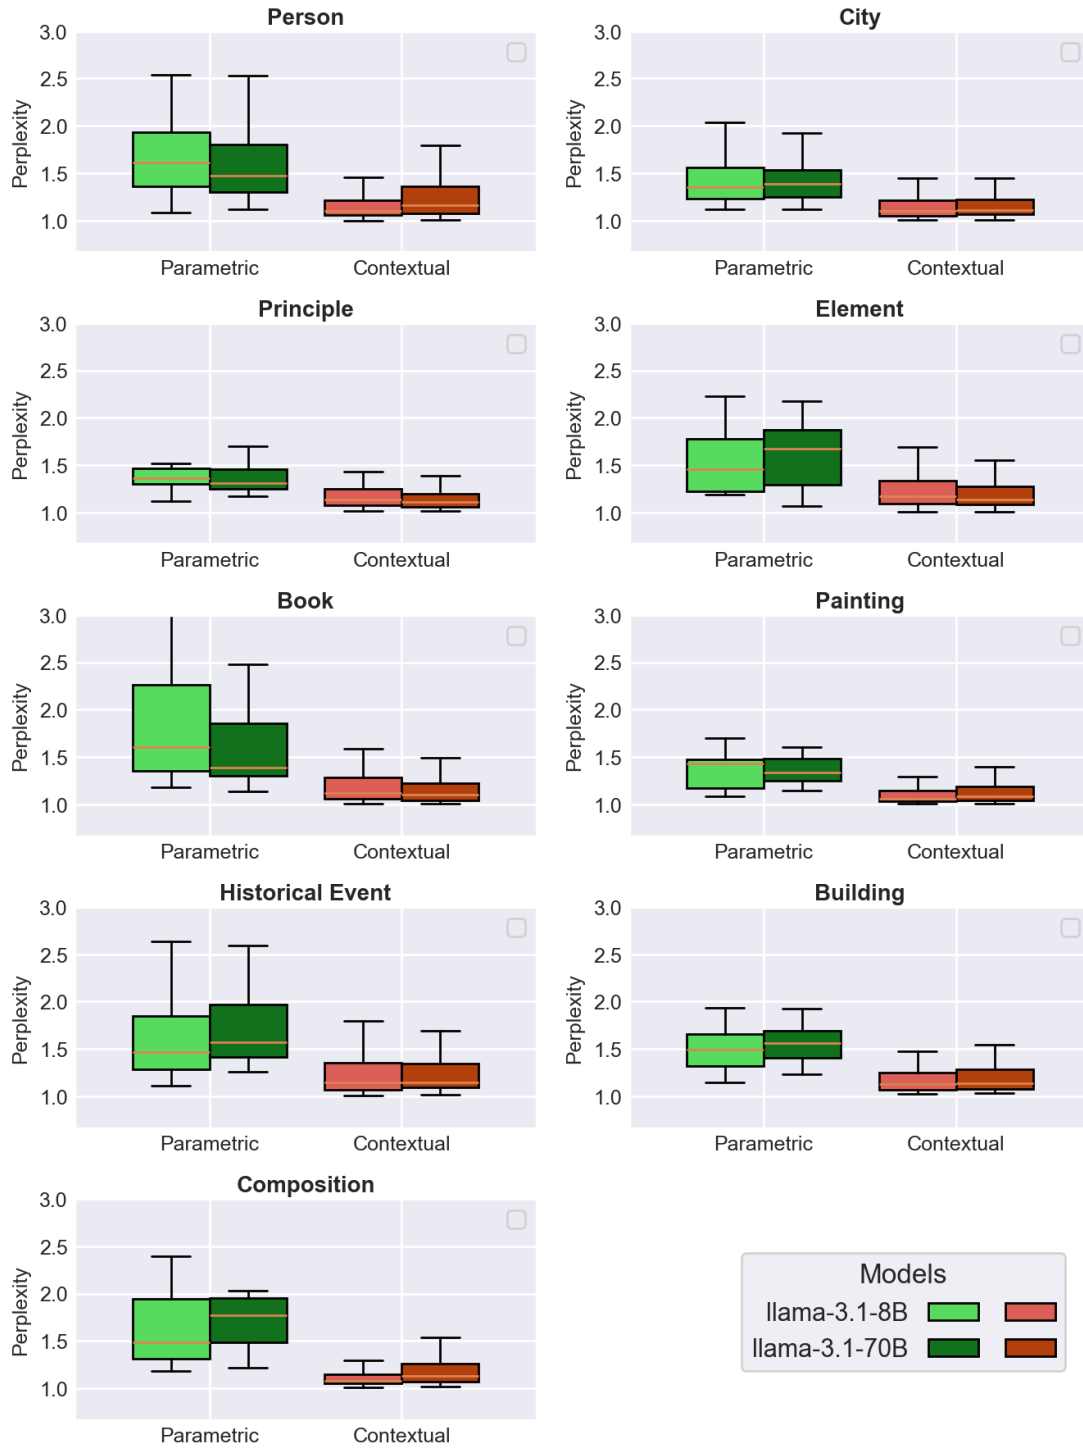 Person
3.0
2.5
2.0
1.5
1.0
Perplexity
Parametric Contextual
City
3.0
2.5
2.0
1.5
1.0
Perplexity
Parametric Contextual
Principle
3.0
2.5
2.0
1.5
1.0
Perplexity
Parametric Contextual
Element
3.0
2.5
2.0
1.5
1.0
Perplexity
Parametric Contextual
Book
3.0
2.5
2.0
1.5
1.0
Perplexity
Parametric Contextual
Painting
3.0
2.5
2.0
1.5
1.0
Perplexity
Parametric Contextual
Historical Event
3.0
2.5
2.0
1.5
1.0
Perplexity
Parametric Contextual
Building
3.0
2.5
2.0
1.5
1.0
Perplexity
Parametric Contextual
Composition
3.0
2.5
2.0
1.5
1.0
Perplexity
Parametric Contextual
Models
llama-3.1-8B
llama-3.1-70B